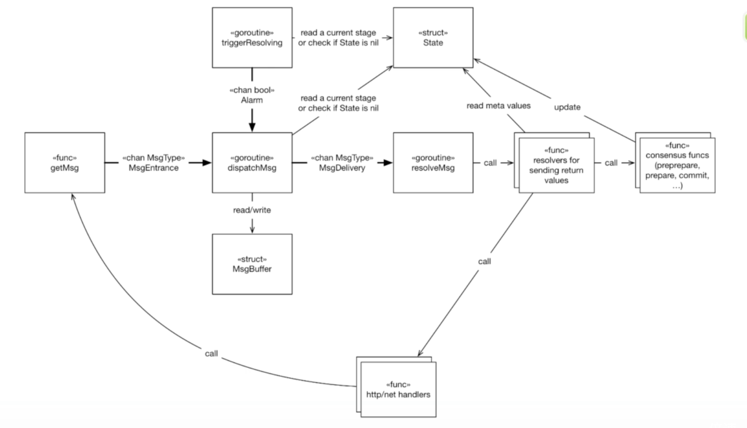 «goroutine»
triggerResolving
read a current stage
or check if State is nil
«struct»
State
«chan bool»
Alarm
read a current stage
or check if State is nil
read meta values
update
«func»
getMsg
«chan MsgType»
MsgEntrance
«goroutine»
dispatchMsg
«chan MsgType»
MsgDelivery
«goroutine»
resolveMsg
call
«func»
resolvers for
sending return
values
call
«func»
consensus funcs
(preprepare,
prepare, commit,
...)
read/write
«struct»
MsgBuffer
call
call
«func»
http/net handlers